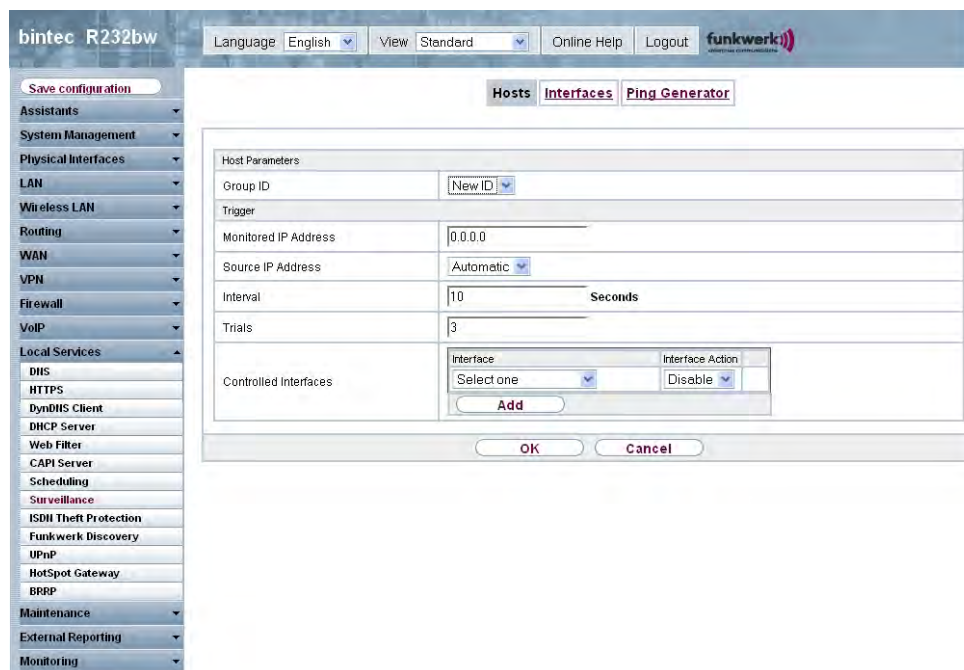 bintec R232bw
Language English View Standard Online Help Logout funkwerk
Save configuration
Assistants
System Management
Physical Interfaces
LAN
Wireless LAN
Routing
WAN
VPN
Firewall
VoIP
Local Services
DNS
HTTPS
DynDNS Client
DHCP Server
Web Filter
CAPI Server
Scheduling
Surveillance
ISDN Theft Protection
Funkwerk Discovery
UPnP
HotSpot Gateway
BRRP
Maintenance
External Reporting
Monitoring
Hosts Interfaces Ping Generator
Host Parameters
Group ID New ID
Trigger
Monitored IP Address 0.0.0.0
Source IP Address Automatic
Interval 10 Seconds
Trials 3
Controlled Interfaces
Interface Interface Action
Select one Disable
Add
OK Cancel